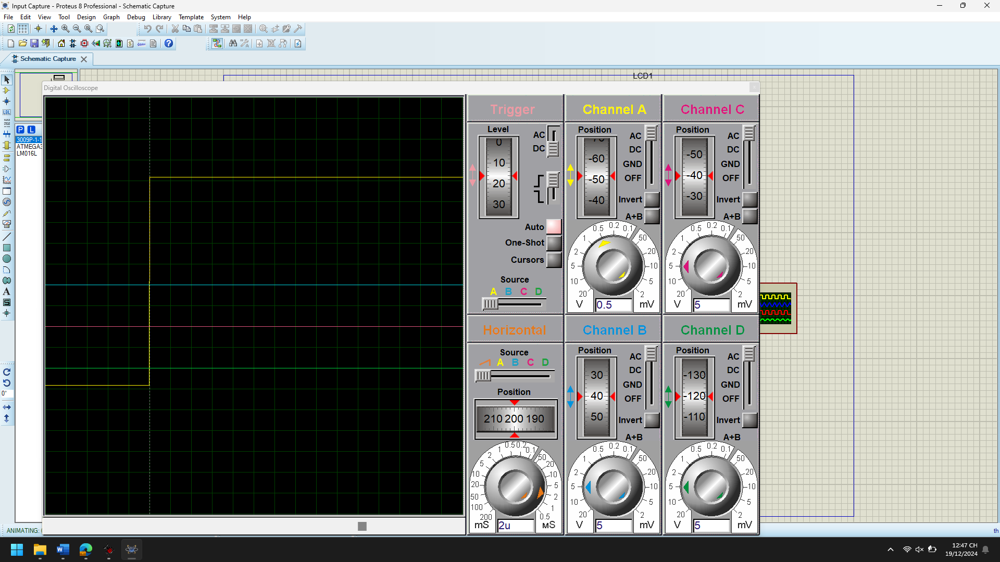 Input Capture - Proteus 8 Professional - Schematic Capture
File Edit View Tool Design Graph Debug Library Template System Help
Schematic Capture
LCD1
Digital Oscilloscope
P L
3009P-1-1
ATMEGA3
LM016L
LBL
A
S
0°
Trigger
Level
0
10
20
30
AC
DC
Auto
One-Shot
Cursors
Source
A B C D
Channel A
Position
-70
-60
-50
-40
AC
DC
GND
OFF
Invert
A+B
20 10 5 2 1 0.5 0.2 0.1 50 20 10 5 2
V 0.5 mV
Channel C
Position
-50
-40
-30
AC
DC
GND
OFF
Invert
A+B
20 10 5 2 1 0.5 0.2 0.1 50 20 10 5 2
V 5 mV
Horizontal
Source
A B C D
Position
210 200 190
200 100 50 20 10 5 2 1 0.5 0.2 0.1 50 20 10 5 2 1 0.5
mS 2u мS
Channel B
Position
30
40
50
AC
DC
GND
OFF
Invert
A+B
20 10 5 2 1 0.5 0.2 0.1 50 20 10 5 2
V 5 mV
Channel D
Position
-130
-120
-110
AC
DC
GND
OFF
Invert
A+B
20 10 5 2 1 0.5 0.2 0.1 50 20 10 5 2
V 5 mV
ANIMATING:
th
12:47 CH
19/12/2024